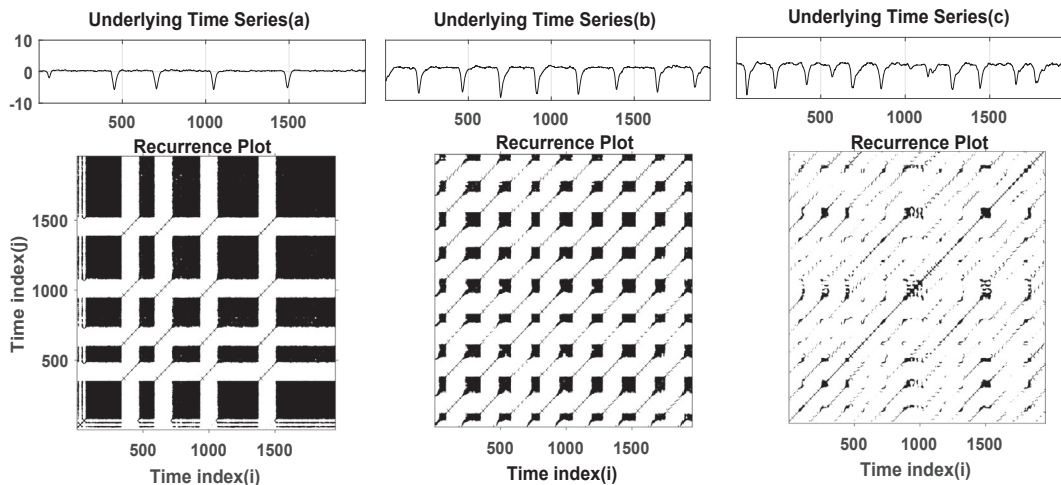 Underlying Time Series(a)
Underlying Time Series(b)
Underlying Time Series(c)
10
0
-10
500
1000
1500
500
1000
1500
500
1000
1500
Recurrence Plot
Recurrence Plot
Recurrence Plot
Time index(j)
1500
1000
500
500
1000
1500
500
1000
1500
500
1000
1500
Time index(i)
Time index(i)
Time index(i)